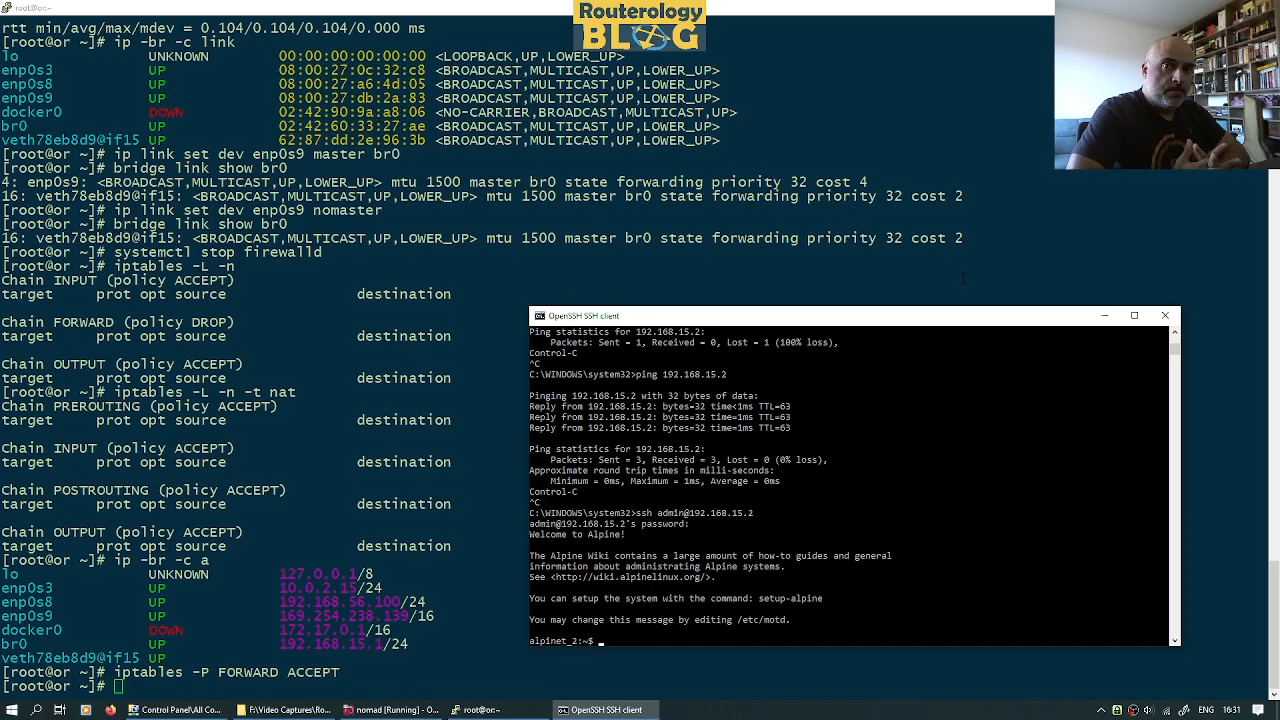 root@or:~
Routerology
BLOG
rtt min/avg/max/mdev = 0.104/0.104/0.104/0.000 ms
[root@or ~]# ip -br -c link
lo UNKNOWN 00:00:00:00:00:00 <LOOPBACK,UP,LOWER_UP>
enp0s3 UP 08:00:27:0c:32:c8 <BROADCAST,MULTICAST,UP,LOWER_UP>
enp0s8 UP 08:00:27:a6:4d:05 <BROADCAST,MULTICAST,UP,LOWER_UP>
enp0s9 UP 08:00:27:db:2a:83 <BROADCAST,MULTICAST,UP,LOWER_UP>
docker0 DOWN 02:42:90:9a:a8:06 <NO-CARRIER,BROADCAST,MULTICAST,UP>
br0 UP 02:42:60:33:27:ae <BROADCAST,MULTICAST,UP,LOWER_UP>
veth78eb8d9@if15 UP 62:87:dd:2e:96:3b <BROADCAST,MULTICAST,UP,LOWER_UP>
[root@or ~]# ip link set dev enp0s9 master br0
[root@or ~]# bridge link show br0
4: enp0s9: <BROADCAST,MULTICAST,UP,LOWER_UP> mtu 1500 master br0 state forwarding priority 32 cost 4
16: veth78eb8d9@if15: <BROADCAST,MULTICAST,UP,LOWER_UP> mtu 1500 master br0 state forwarding priority 32 cost 2
[root@or ~]# ip link set dev enp0s9 nomaster
[root@or ~]# bridge link show br0
16: veth78eb8d9@if15: <BROADCAST,MULTICAST,UP,LOWER_UP> mtu 1500 master br0 state forwarding priority 32 cost 2
[root@or ~]# systemctl stop firewalld
[root@or ~]# iptables -L -n
Chain INPUT (policy ACCEPT)
target prot opt source destination
Chain FORWARD (policy DROP)
target prot opt source destination
Chain OUTPUT (policy ACCEPT)
target prot opt source destination
[root@or ~]# iptables -L -n -t nat
Chain PREROUTING (policy ACCEPT)
target prot opt source destination
Chain INPUT (policy ACCEPT)
target prot opt source destination
Chain POSTROUTING (policy ACCEPT)
target prot opt source destination
Chain OUTPUT (policy ACCEPT)
target prot opt source destination
[root@or ~]# ip -br -c a
lo UNKNOWN 127.0.0.1/8
enp0s3 UP 10.0.2.15/24
enp0s8 UP 192.168.56.100/24
enp0s9 UP 169.254.238.139/16
docker0 DOWN 172.17.0.1/16
br0 UP 192.168.15.1/24
veth78eb8d9@if15 UP
[root@or ~]# iptables -P FORWARD ACCEPT
[root@or ~]#
OpenSSH SSH client
Ping statistics for 192.168.15.2:
Packets: Sent = 1, Received = 0, Lost = 1 (100% loss),
Control-C
^C
C:\WINDOWS\system32>ping 192.168.15.2
Pinging 192.168.15.2 with 32 bytes of data:
Reply from 192.168.15.2: bytes=32 time<1ms TTL=63
Reply from 192.168.15.2: bytes=32 time=1ms TTL=63
Reply from 192.168.15.2: bytes=32 time=1ms TTL=63
Ping statistics for 192.168.15.2:
Packets: Sent = 3, Received = 3, Lost = 0 (0% loss),
Approximate round trip times in milli-seconds:
Minimum = 0ms, Maximum = 1ms, Average = 0ms
Control-C
^C
C:\WINDOWS\system32>ssh admin@192.168.15.2
admin@192.168.15.2's password:
Welcome to Alpine!
The Alpine Wiki contains a large amount of how-to guides and general
information about administrating Alpine systems.
See <http://wiki.alpinelinux.org/>.
You can setup the system with the command: setup-alpine
You may change this message by editing /etc/motd.
alpinet_2:~$
Control Panel\All Co...
F:\Video Captures\Ro...
nomad [Running] - O...
root@or:~
OpenSSH SSH client
ENG
16:31